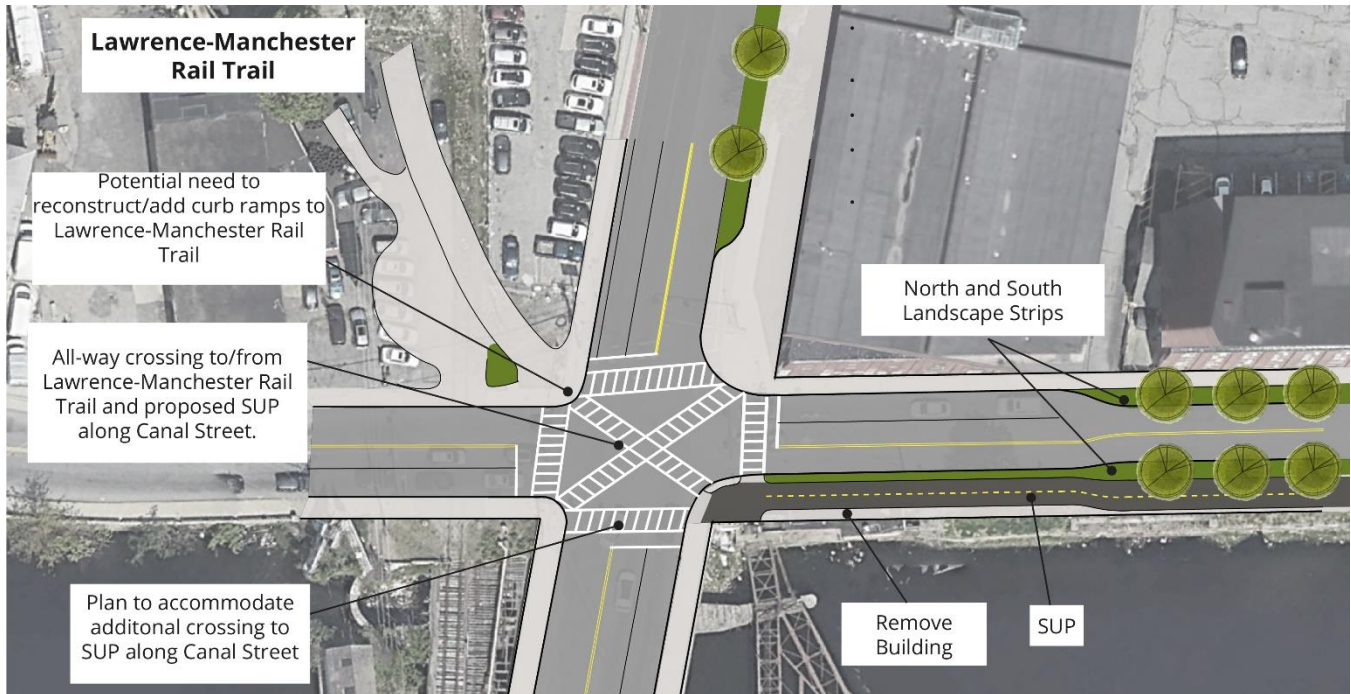 Lawrence-Manchester
Rail Trail
Potential need to
reconstruct/add curb ramps to
Lawrence-Manchester Rail
Trail
All-way crossing to/from
Lawrence-Manchester Rail
Trail and proposed SUP
along Canal Street.
Plan to accommodate
additonal crossing to
SUP along Canal Street
North and South
Landscape Strips
Remove
Building
SUP